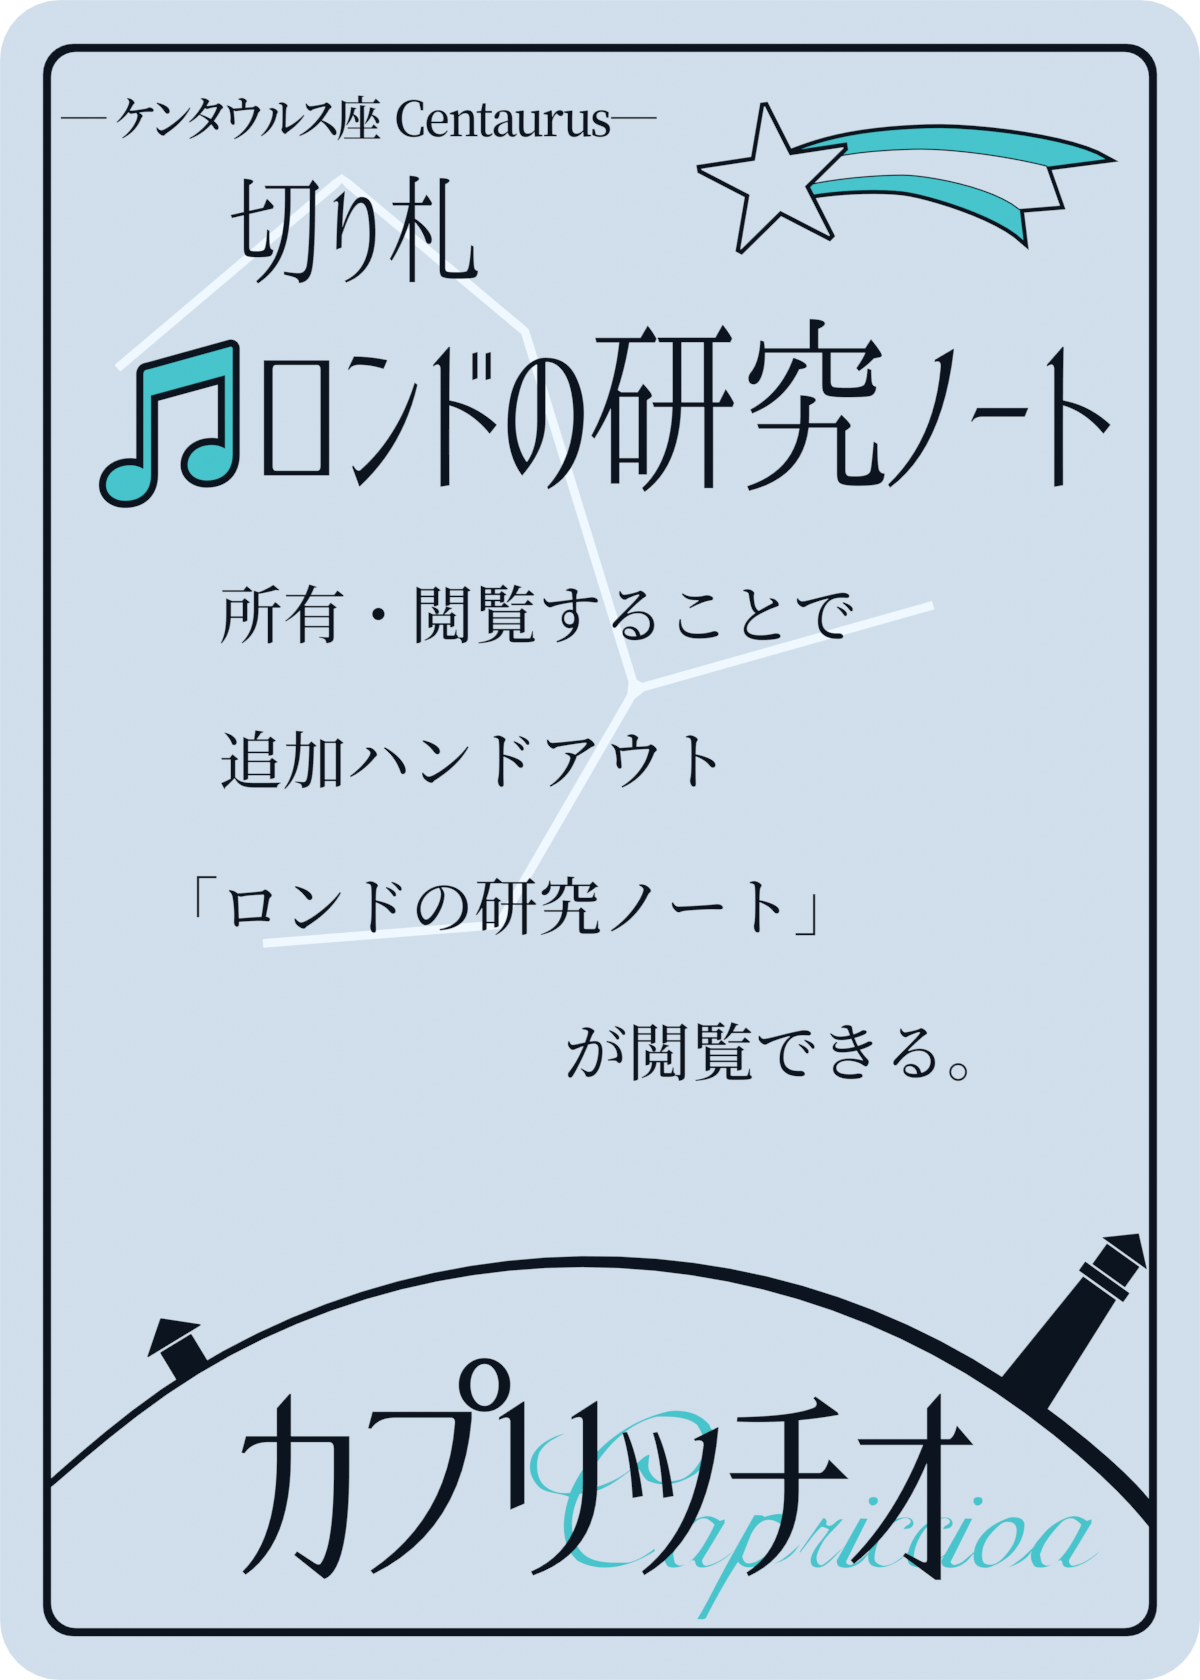 —ケンタウルス座 Centaurus—
切り札
ロンドの研究ノート
所有・閲覧することで
追加ハンドアウト
「ロンドの研究ノート」
が閲覧できる。
カプリッチオ
Capriccioa